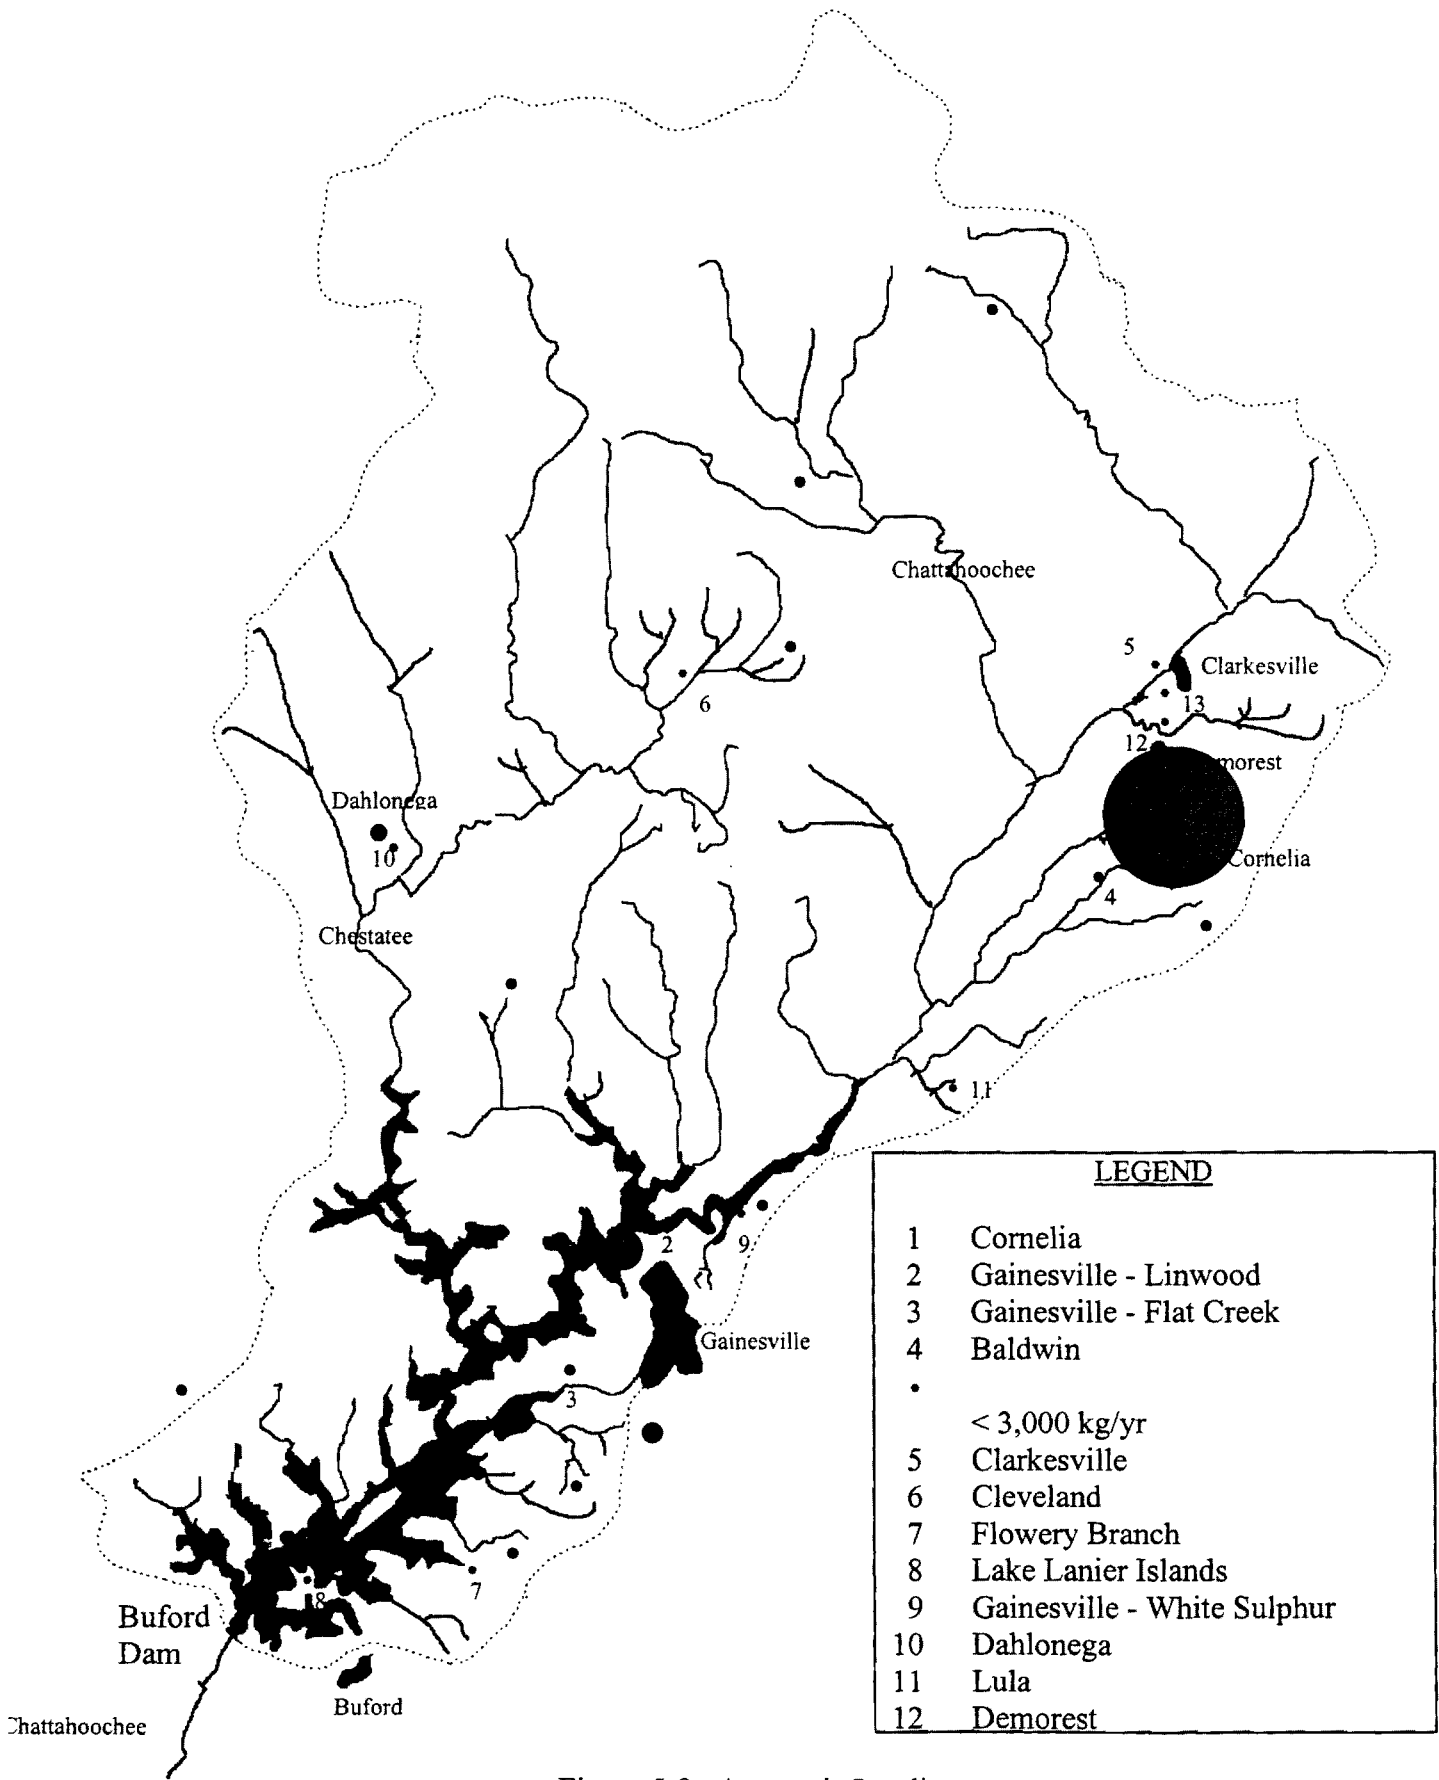 Chattahoochee
5
Clarkesville
13
6
12
morest
Dahlonega
10
Cornelia
4
Chestatee
11
2
9
Gainesville
3
7
8
Buford
Dam
Buford
Chattahoochee
LEGEND
1 Cornelia
2 Gainesville - Linwood
3 Gainesville - Flat Creek
4 Baldwin
•
< 3,000 kg/yr
5 Clarkesville
6 Cleveland
7 Flowery Branch
8 Lake Lanier Islands
9 Gainesville - White Sulphur
10 Dahlonega
11 Lula
12 Demorest